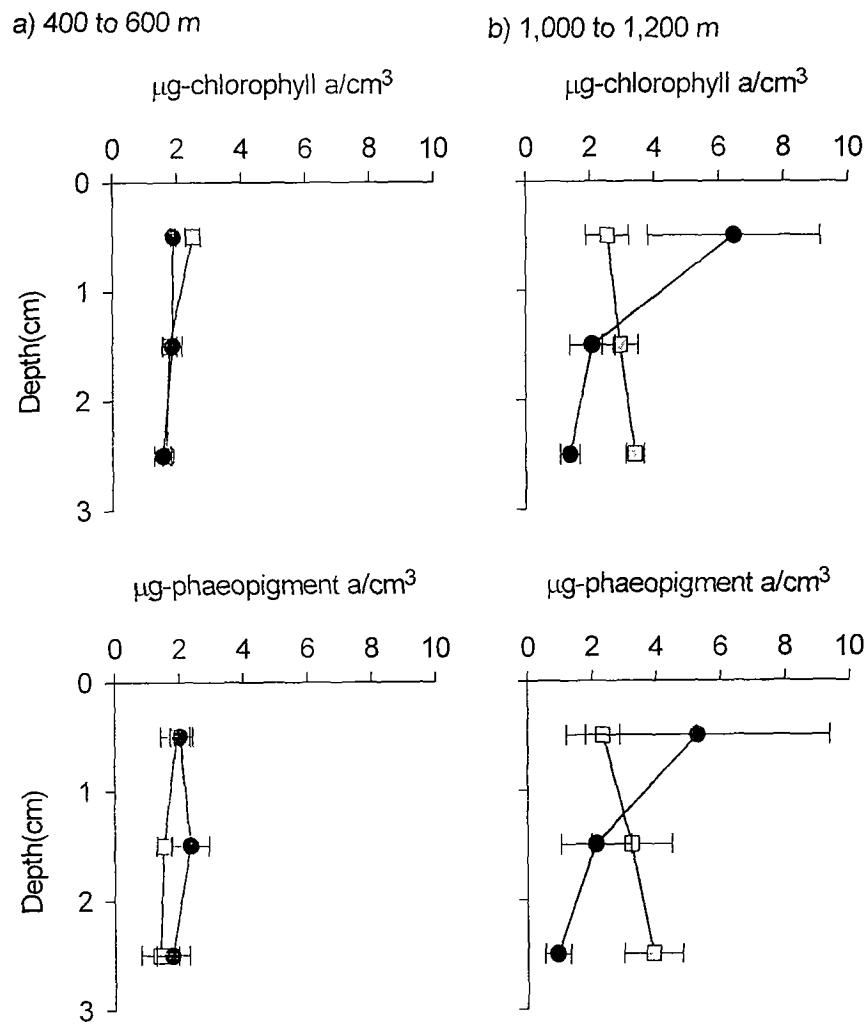 a) 400 to 600 m
b) 1,000 to 1,200 m
μg-chlorophyll a/cm³
μg-chlorophyll a/cm³
0 2 4 6 8 10
0 2 4 6 8 10
0
1
2
3
Depth(cm)
μg-phaeopigment a/cm³
μg-phaeopigment a/cm³
0 2 4 6 8 10
0 2 4 6 8 10
0
1
2
3
Depth(cm)